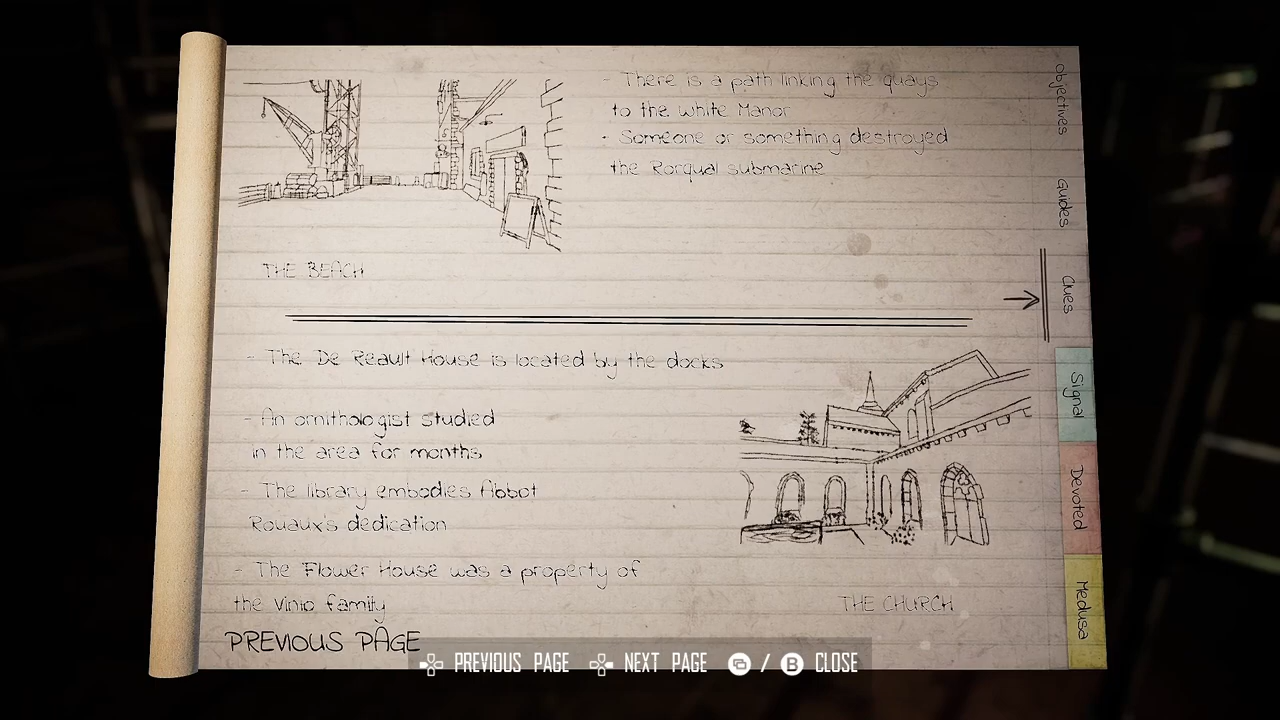 - There is a path linking the quays
to the white Manor
- Someone or something destroyed
the Rorqual submarine
THE BEACH
- The De Reault House is located by the docks
- An ornithologist studied
in the area for months
- The library embodies Abbot
Rouaux's dedication
- The Flower House was a property of
the Vinio family
THE CHURCH
PREVIOUS PAGE
Objectives
Guides
Clues
Signal
Devoted
Medusa
PREVIOUS PAGE NEXT PAGE / B CLOSE